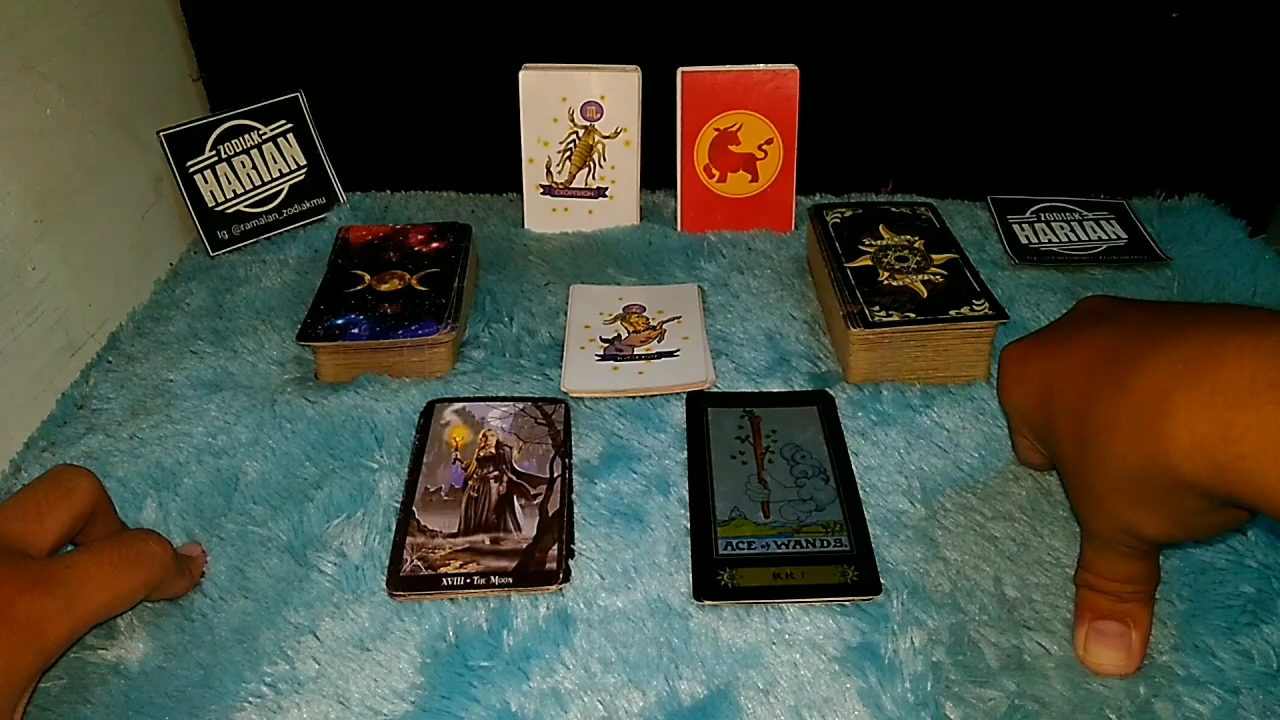 ZODIAK
HARIAN
Ig: @ramalan_zodiakmu
СКОРПИОН
ZODIAK
HARIAN
XVIII • THE MOON
ACE of WANDS.